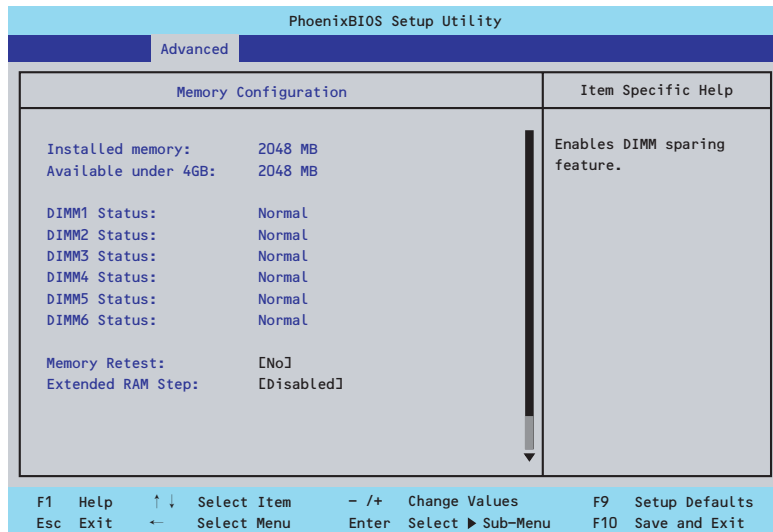 PhoenixBIOS Setup Utility
Advanced
Memory Configuration
Item Specific Help
Installed memory: 2048 MB
Available under 4GB: 2048 MB
DIMM1 Status: Normal
DIMM2 Status: Normal
DIMM3 Status: Normal
DIMM4 Status: Normal
DIMM5 Status: Normal
DIMM6 Status: Normal
Memory Retest: [No]
Extended RAM Step: [Disabled]
Enables DIMM sparing
feature.
F1 Help ↑↓ Select Item – /+ Change Values F9 Setup Defaults
Esc Exit ← Select Menu Enter Select ▶ Sub-Menu F10 Save and Exit